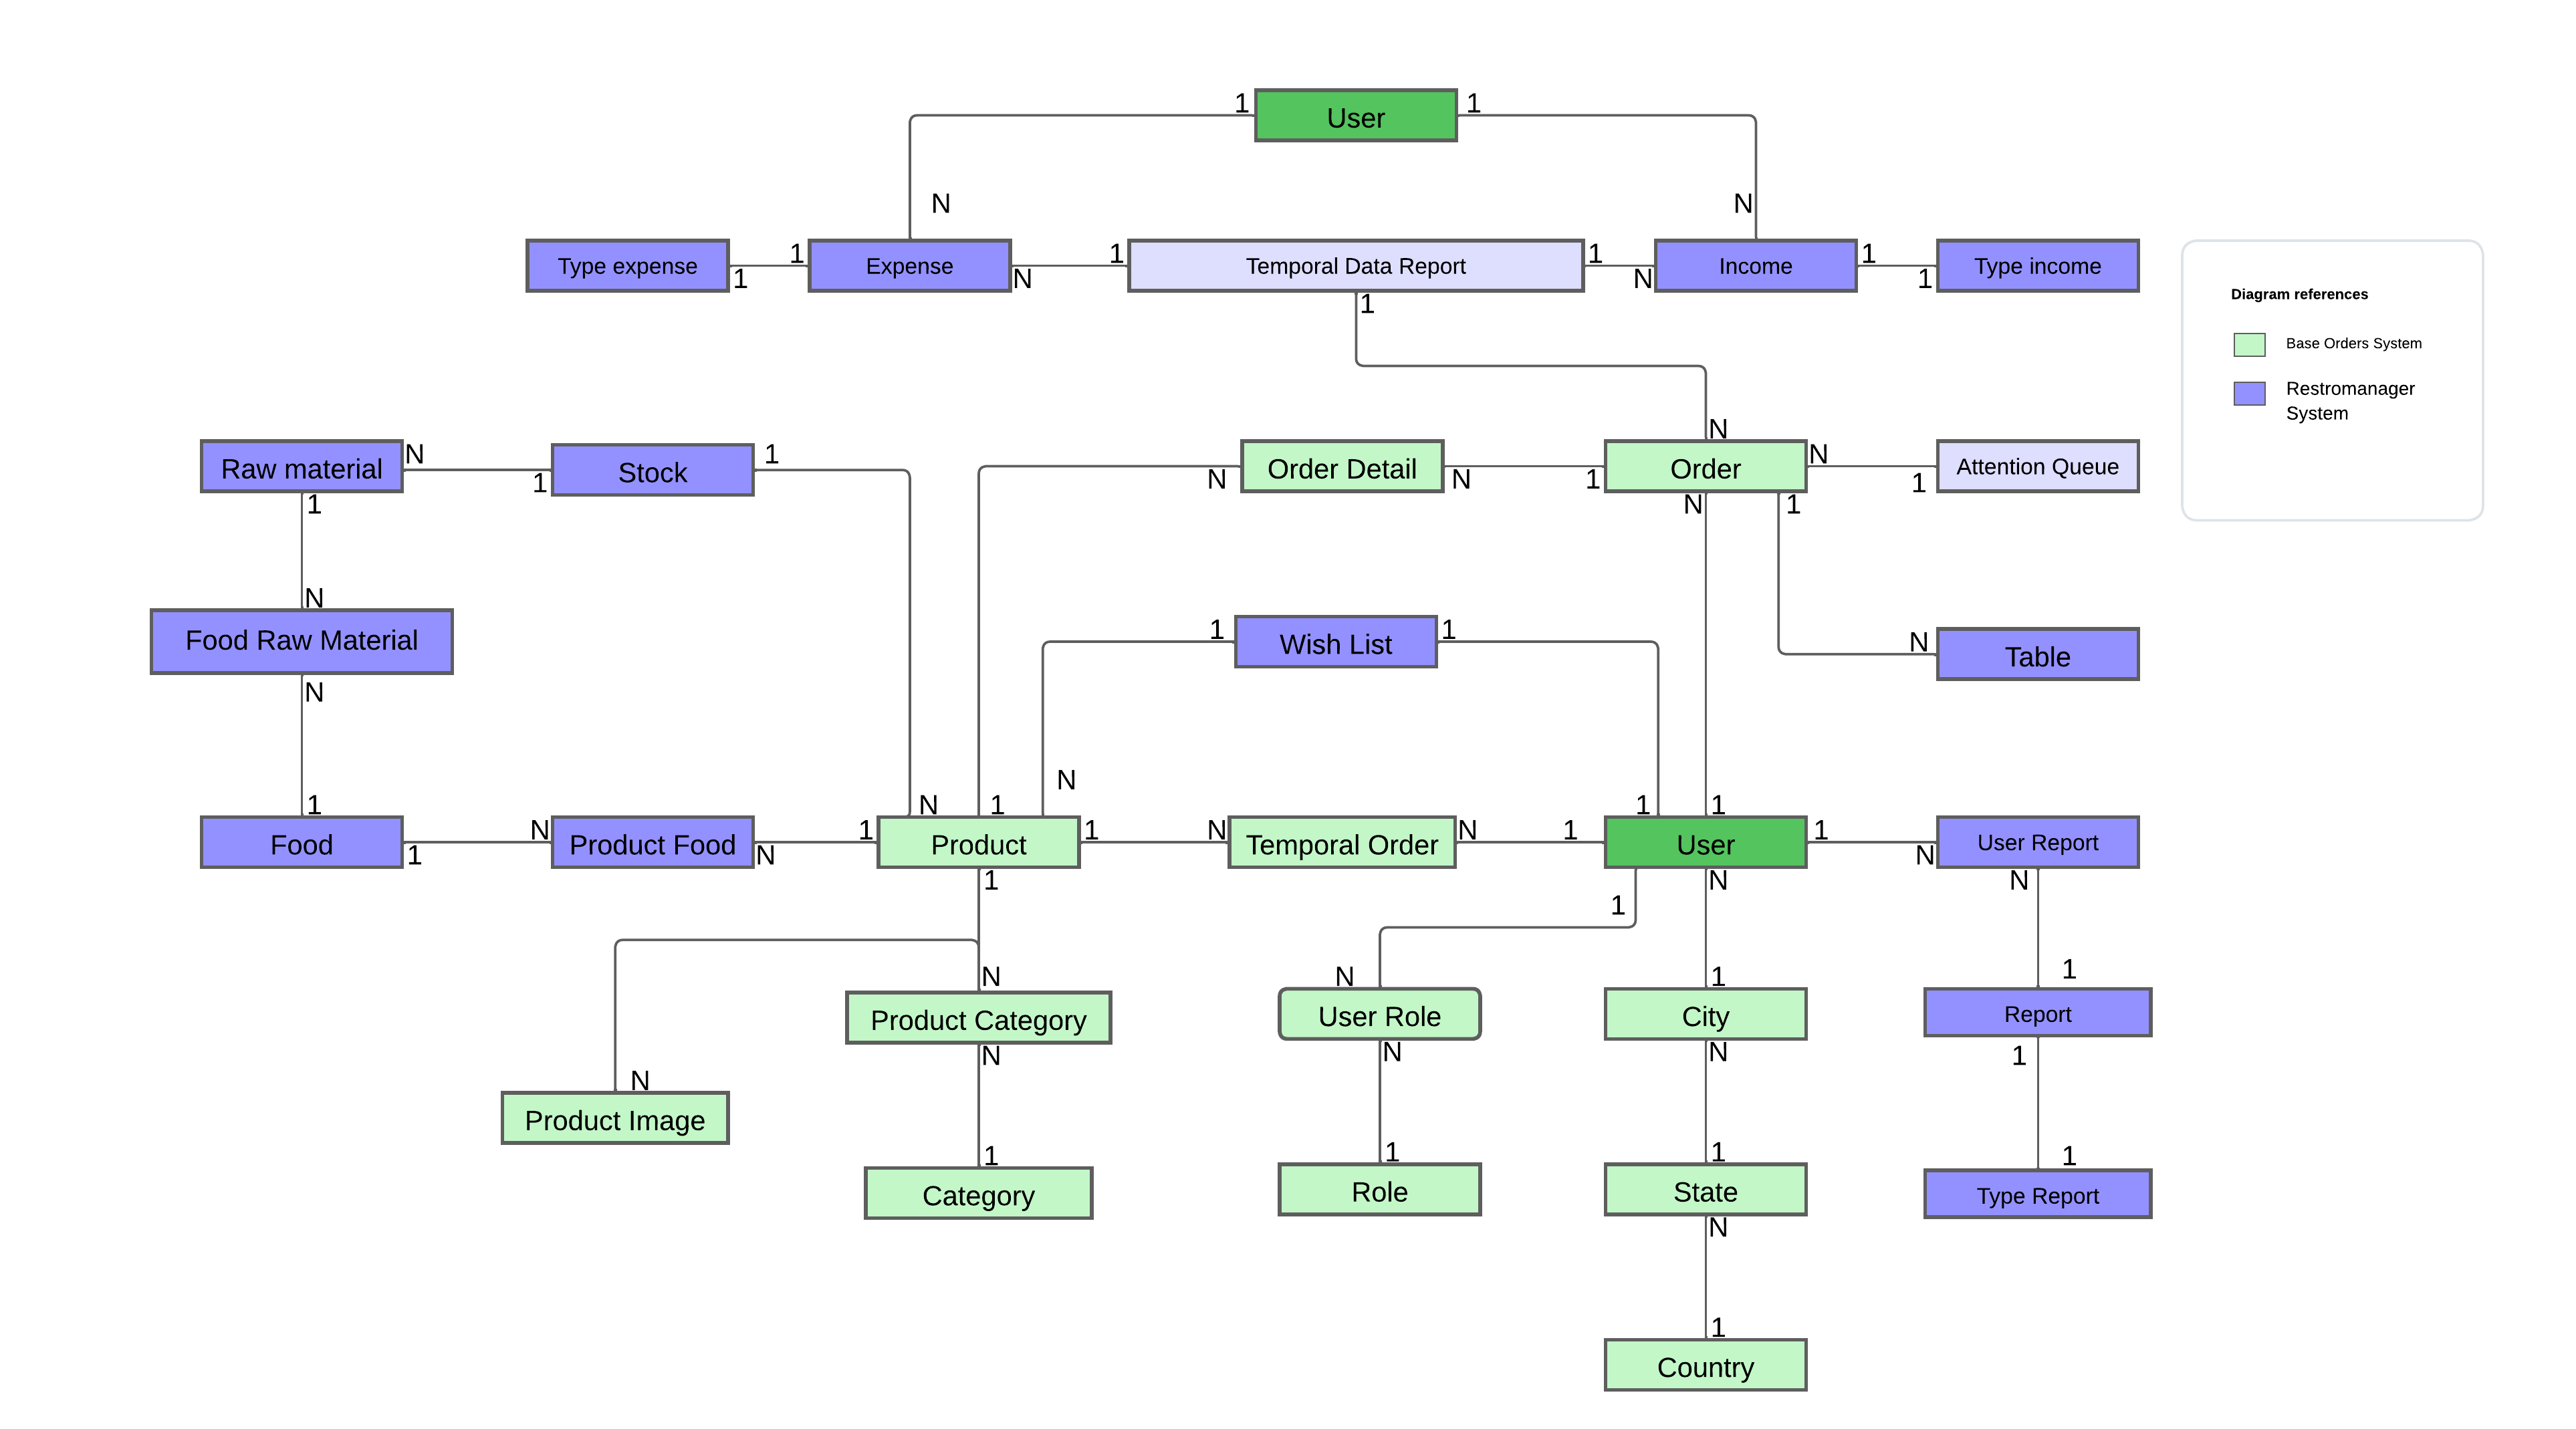 1 User 1
N N
Type expense 1 1 Expense N 1 Temporal Data Report 1 N Income 1 1 Type income
1
Diagram references
Base Orders System
Restromanager
System
N
Raw material N 1 Stock 1 N Order Detail N 1 Order N 1 Attention Queue
1 N 1
N
Food Raw Material
N
1 Wish List 1 N Table
N
1 N 1 1 1
Food 1 N Product Food N 1 Product 1 N Temporal Order N 1 User 1 N User Report
1 N N
1
N N 1 1
Product Category User Role City Report
N N N 1
N
Product Image
1 1 1 1
Category Role State Type Report
N
1
Country